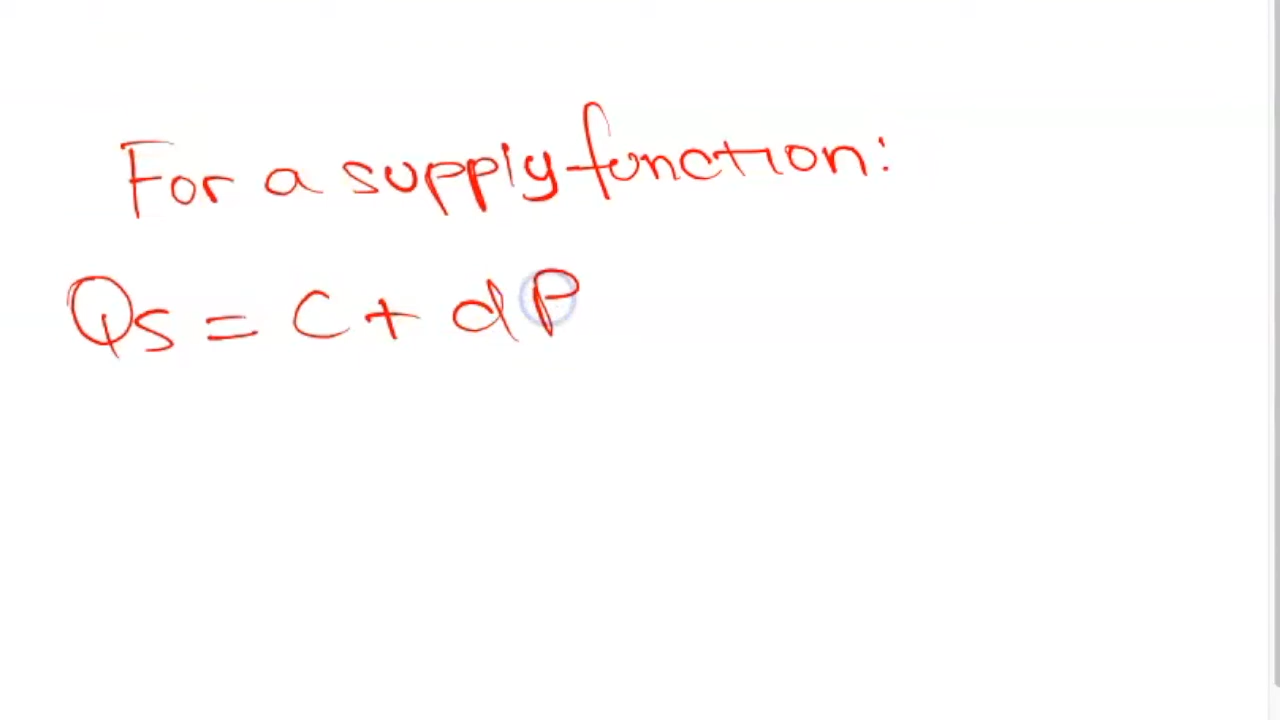 For a supply function:
Qs = C + dP